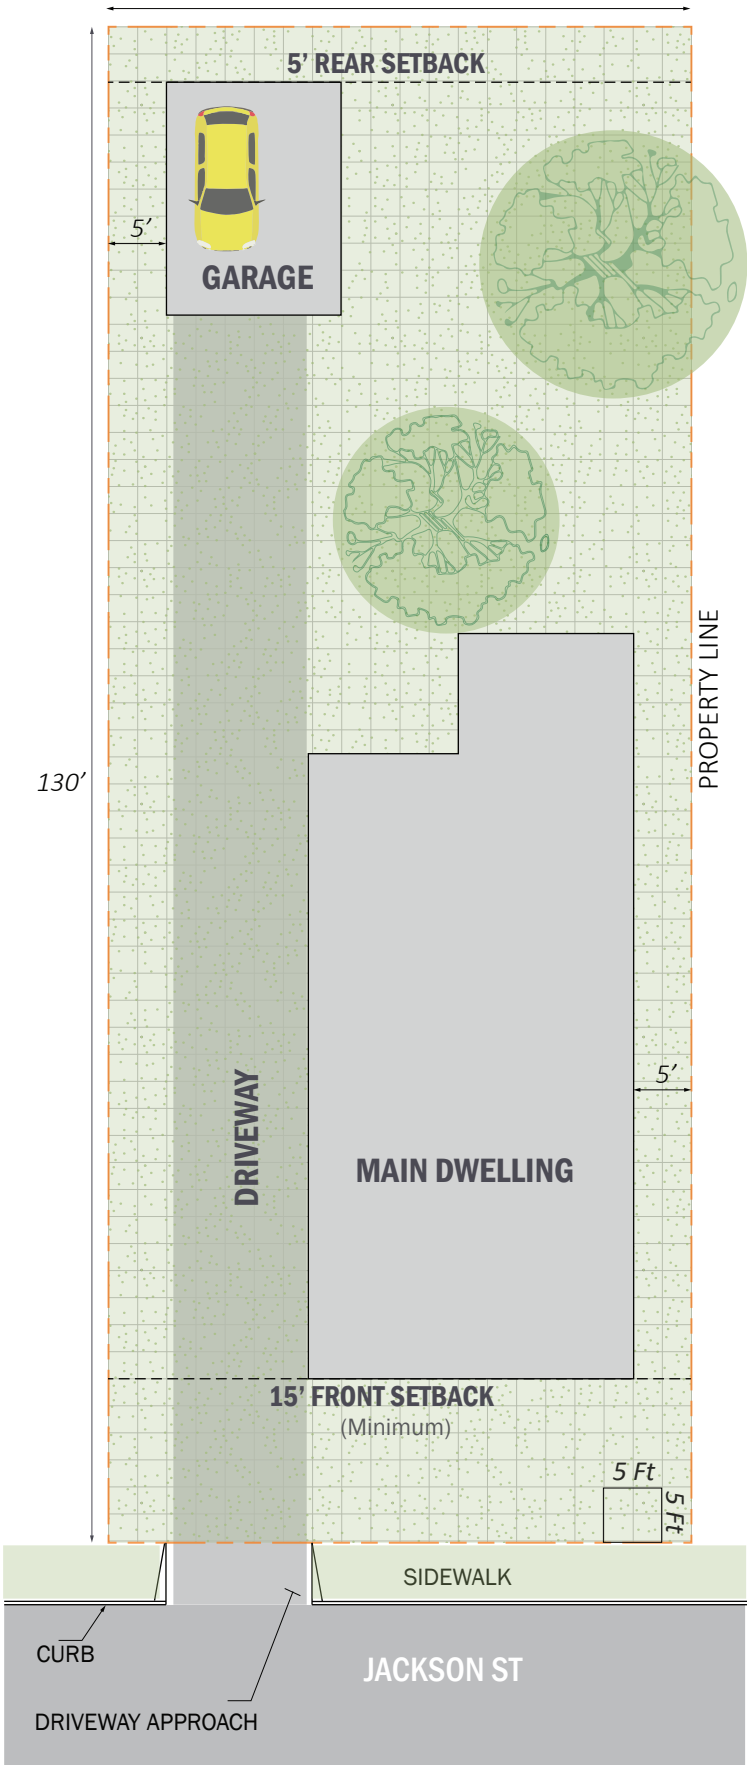 5’ REAR SETBACK
5’
GARAGE
PROPERTY LINE
130’
5’
DRIVEWAY
MAIN DWELLING
15’ FRONT SETBACK
(Minimum)
5 Ft
5 Ft
SIDEWALK
CURB
JACKSON ST
DRIVEWAY APPROACH